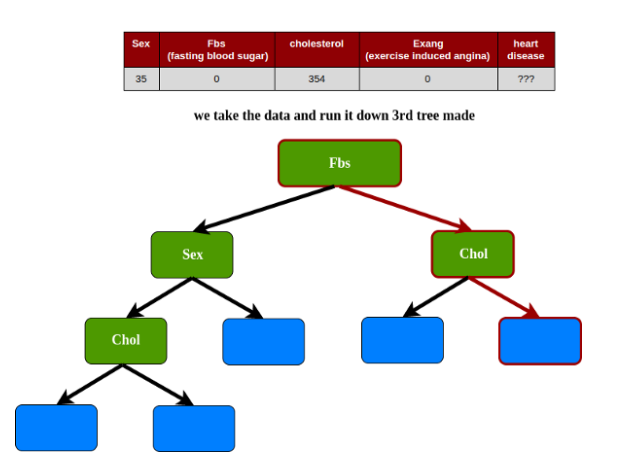 Sex Fbs cholesterol Exang heart
(fasting blood sugar) (exercise induced angina) disease
35 0 354 0 ???
we take the data and run it down 3rd tree made
Fbs
Sex Chol
Chol